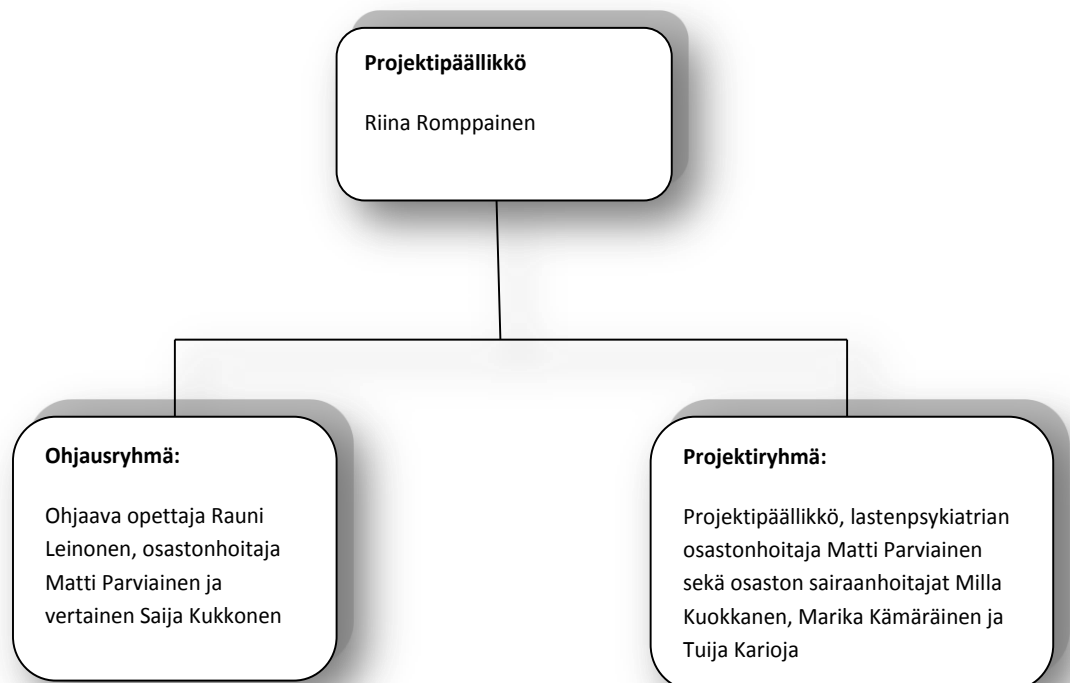 Projektipäällikkö
Riina Romppainen
Ohjausryhmä:
Ohjaava opettaja Rauni
Leinonen, osastonhoitaja
Matti Parviainen ja
vertainen Saija Kukkonen
Projektiryhmä:
Projektipäällikkö, lastenpsykiatrian
osastonhoitaja Matti Parviainen
sekä osaston sairaanhoitajat Milla
Kuokkanen, Marika Kämäräinen ja
Tuija Karioja